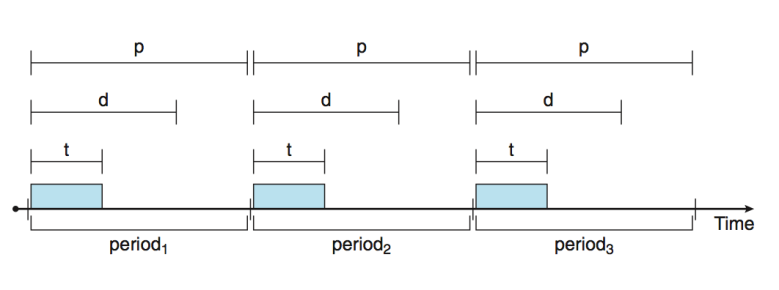 p p p
d d d
t t t
Time
period₁ period₂ period₃